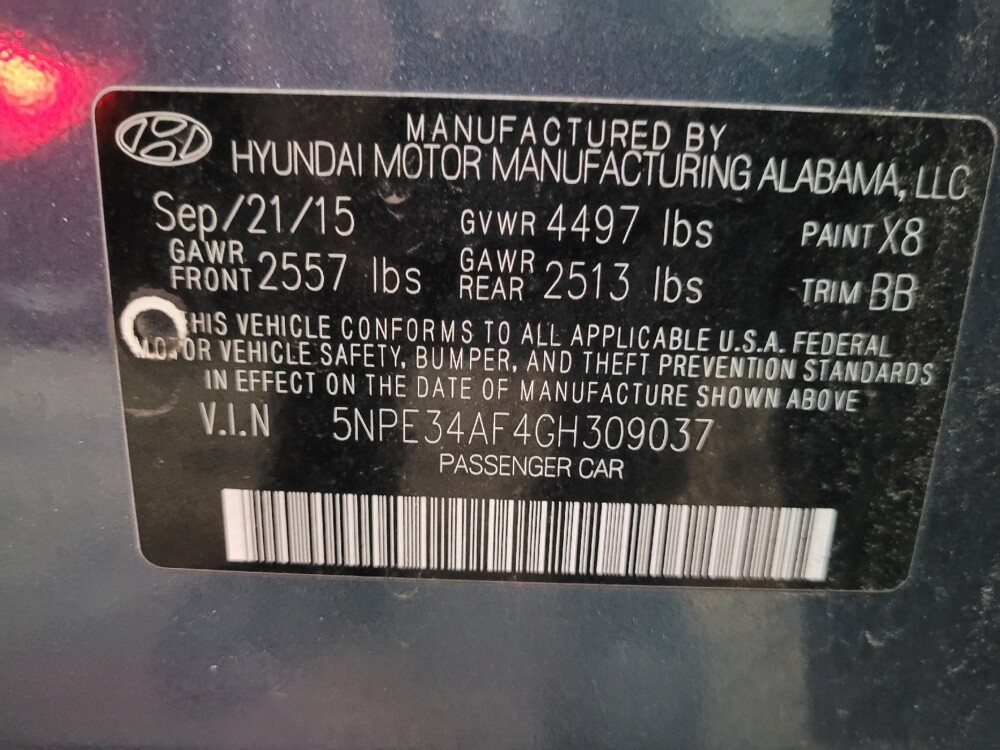 MANUFACTURED BY
HYUNDAI MOTOR MANUFACTURING ALABAMA, LLC
Sep/21/15 GVWR 4497 lbs PAINT X8
GAWR FRONT 2557 lbs GAWR REAR 2513 lbs TRIM BB
HIS VEHICLE CONFORMS TO ALL APPLICABLE U.S.A. FEDERAL
MOTOR VEHICLE SAFETY, BUMPER, AND THEFT PREVENTION STANDARDS
IN EFFECT ON THE DATE OF MANUFACTURE SHOWN ABOVE
V.I.N 5NPE34AF4GH309037
PASSENGER CAR